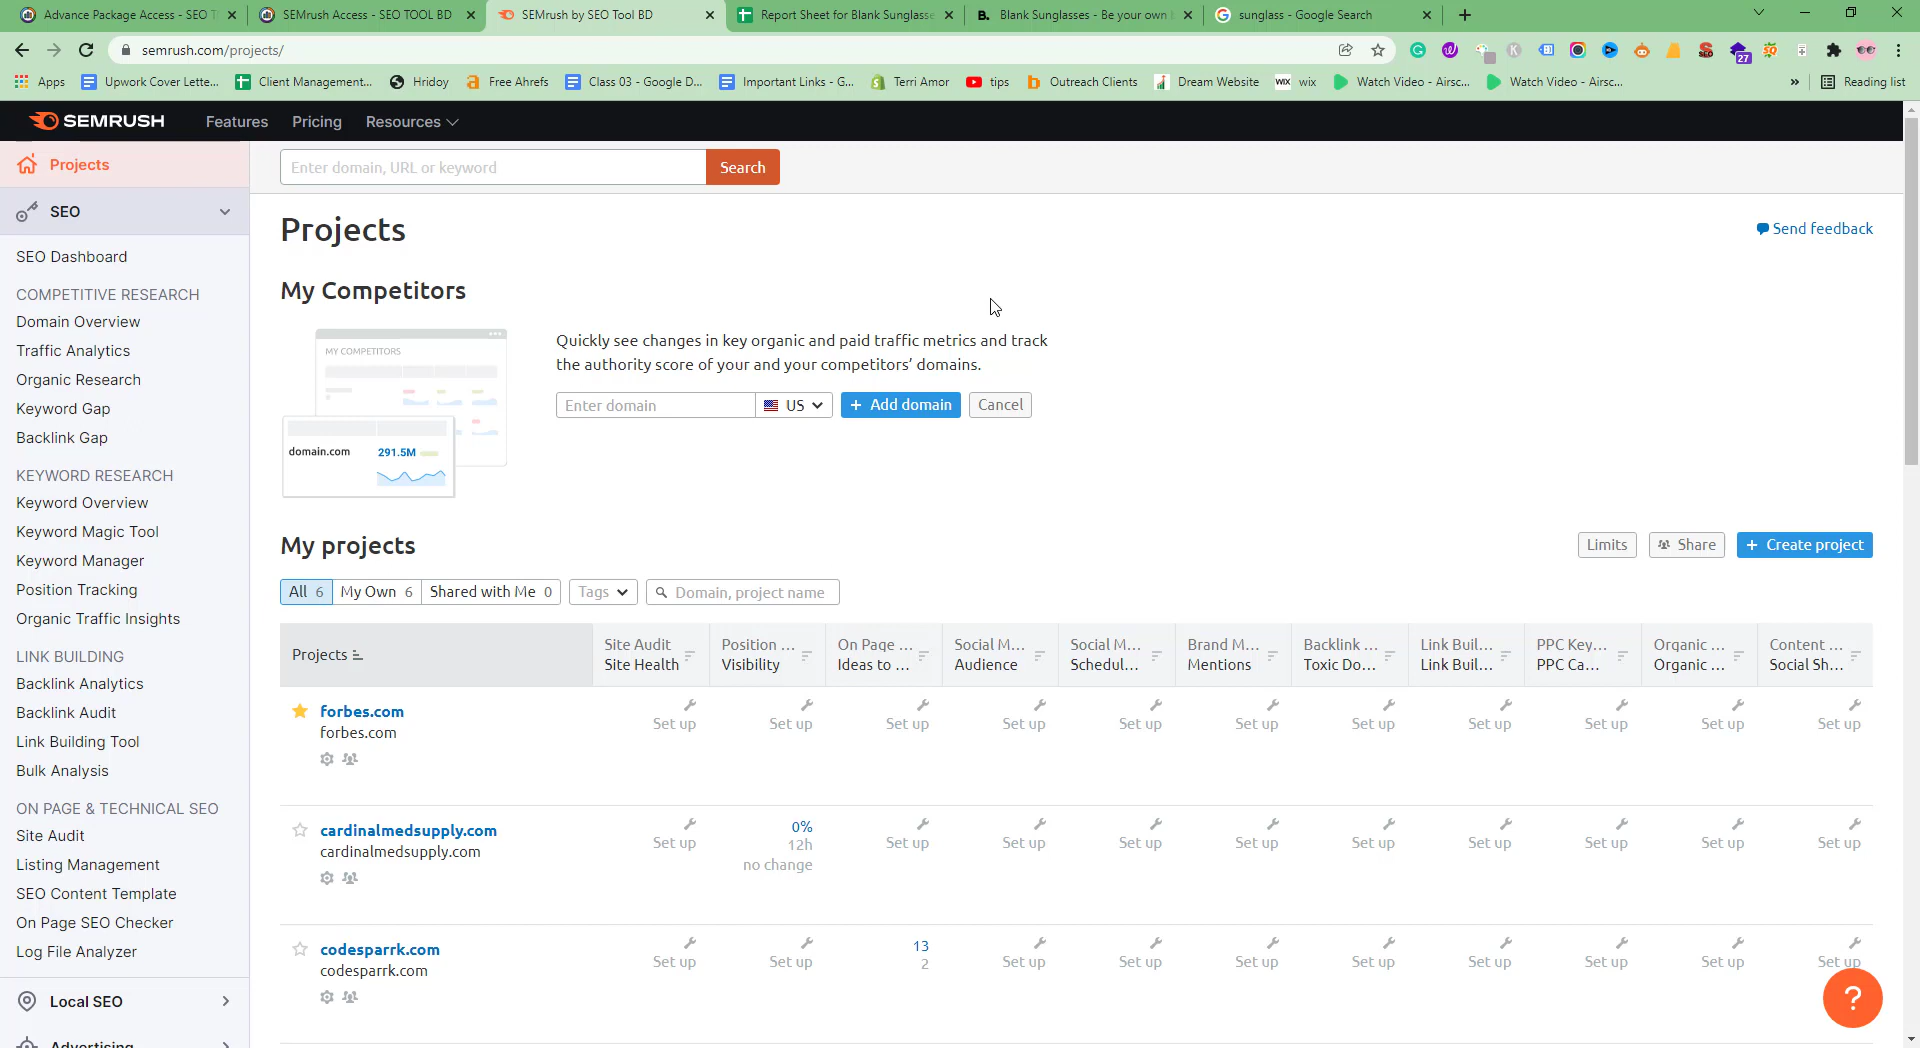 Advance Package Access - SEO T
SEMrush Access - SEO TOOL BD
SEmrush by SEO Tool BD
Report Sheet for Blank Sunglasse
B. Blank Sunglasses - Be your own
sunglass - Google Search
semrush.com/projects/
27
Apps
Upwork Cover Lette...
Client Management...
Hridoy
Free Ahrefs
Class 03 - Google D...
Important Links - G...
Terri Amor
tips
Outreach Clients
Dream Website
WIX wix
Watch Video - Airsc...
Watch Video - Airsc...
»
Reading list
SEMRUSH
Features
Pricing
Resources
Projects
SEO
SEO Dashboard
COMPETITIVE RESEARCH
Domain Overview
Traffic Analytics
Organic Research
Keyword Gap
Backlink Gap
KEYWORD RESEARCH
Keyword Overview
Keyword Magic Tool
Keyword Manager
Position Tracking
Organic Traffic Insights
LINK BUILDING
Backlink Analytics
Backlink Audit
Link Building Tool
Bulk Analysis
ON PAGE & TECHNICAL SEO
Site Audit
Listing Management
SEO Content Template
On Page SEO Checker
Log File Analyzer
Local SEO
Advertising
Enter domain, URL or keyword
Search
Projects
Send feedback
My Competitors
MY COMPETITORS
domain.com 291.5M
Quickly see changes in key organic and paid traffic metrics and track
the authority score of your and your competitors’ domains.
Enter domain
US
+ Add domain
Cancel
My projects
Limits
Share
+ Create project
All 6
My Own 6
Shared with Me 0
Tags
Domain, project name
Projects
Site Audit
Site Health
Position ...
Visibility
On Page ...
Ideas to ...
Social M...
Audience
Social M...
Schedul...
Brand M...
Mentions
Backlink ...
Toxic Do...
Link Buil...
Link Buil...
PPC Key...
PPC Ca...
Organic ...
Organic ...
Content ...
Social Sh...
forbes.com
forbes.com
Set up Set up Set up Set up Set up Set up Set up Set up Set up Set up Set up
cardinalmedsupply.com
cardinalmedsupply.com
Set up
0%
12h
no change
Set up Set up Set up Set up Set up Set up Set up Set up Set up
codesparrk.com
codesparrk.com
Set up Set up
13
2
Set up Set up Set up Set up Set up Set up Set up Set up
?